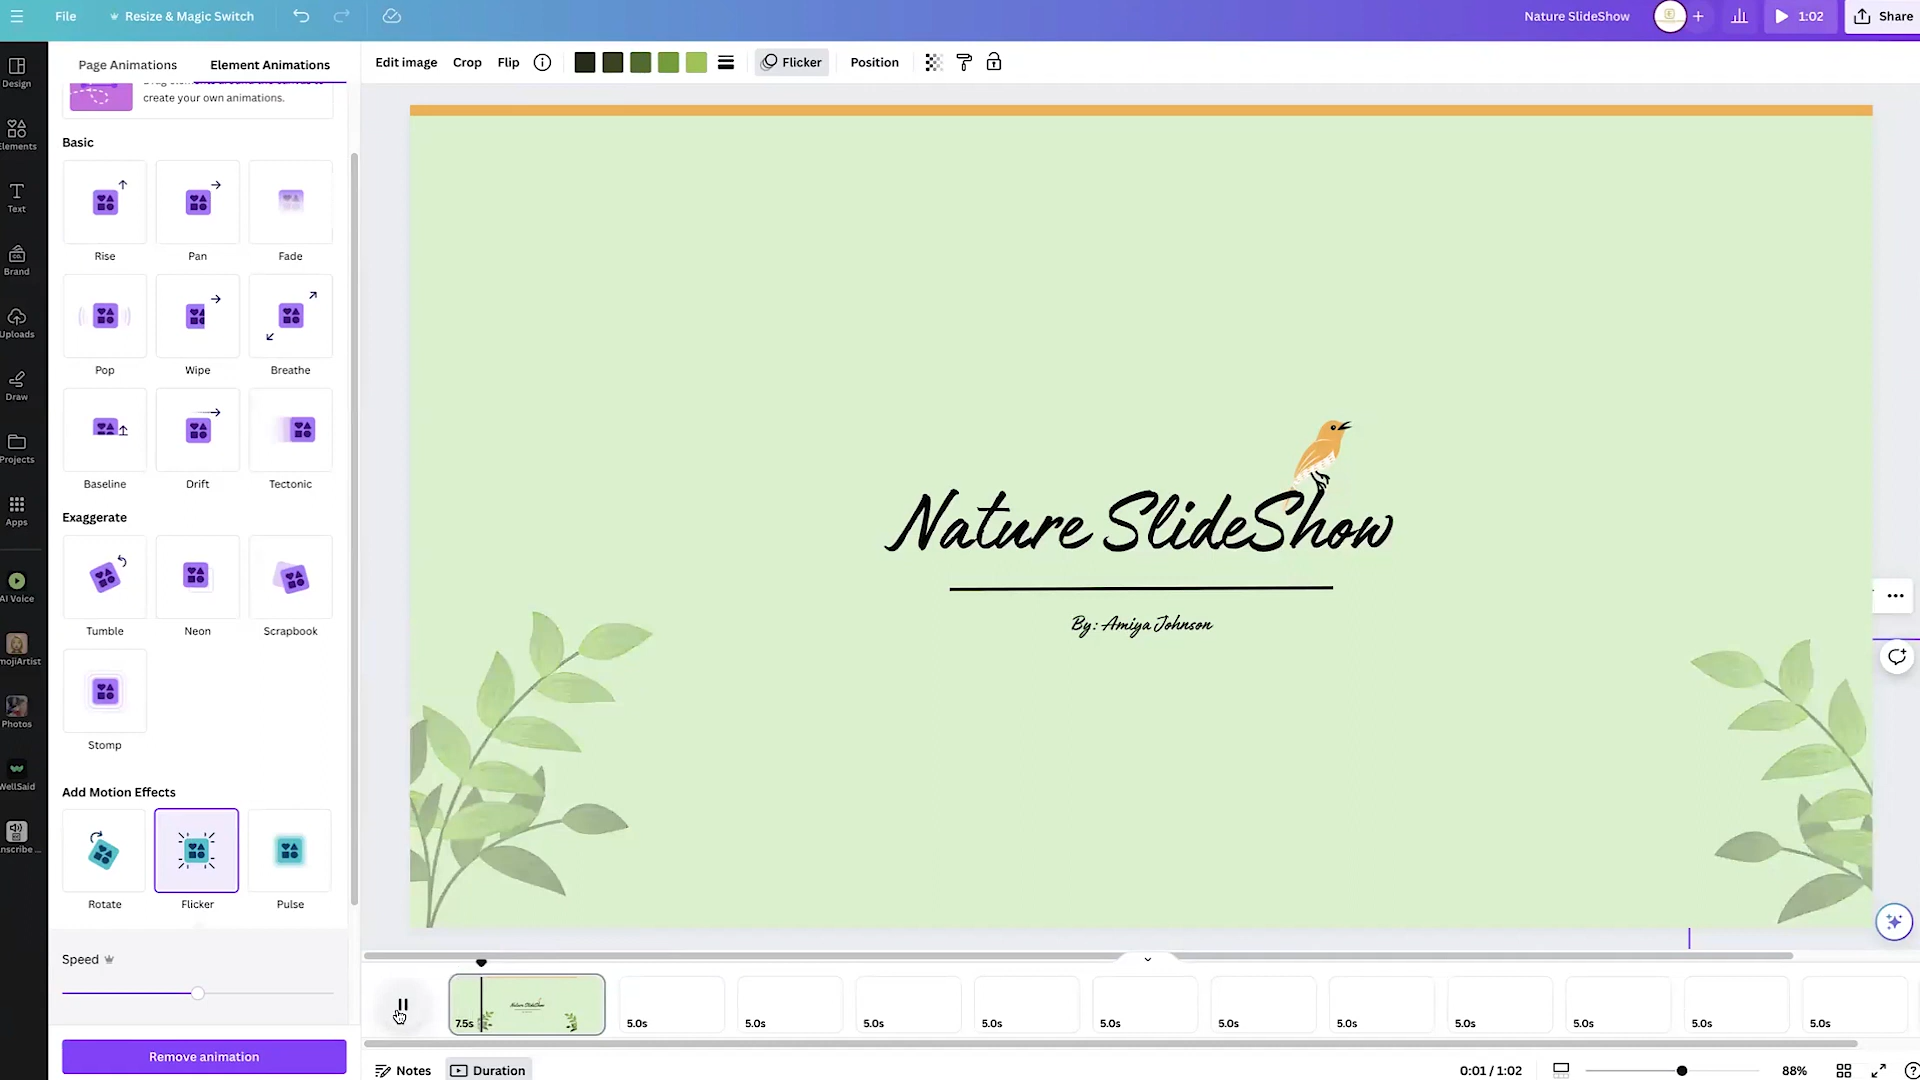 File
Resize & Magic Switch
Nature SlideShow
1:02
Share
Design
Elements
Text
Brand
Uploads
Draw
Projects
Apps
AI Voice
mojiArtist
Photos
WellSaid
nscribe ...
Page Animations
Element Animations
create your own animations.
Basic
Rise
Pan
Fade
Pop
Wipe
Breathe
Baseline
Drift
Tectonic
Exaggerate
Tumble
Neon
Scrapbook
Stomp
Add Motion Effects
Rotate
Flicker
Pulse
Speed
Remove animation
Edit image
Crop
Flip
Flicker
Position
Nature SlideShow
By: Amiya Johnson
Nature SlideShow
7.5s
5.0s
5.0s
5.0s
5.0s
5.0s
5.0s
5.0s
5.0s
5.0s
5.0s
5.0s
Notes
Duration
0:01 / 1:02
88%